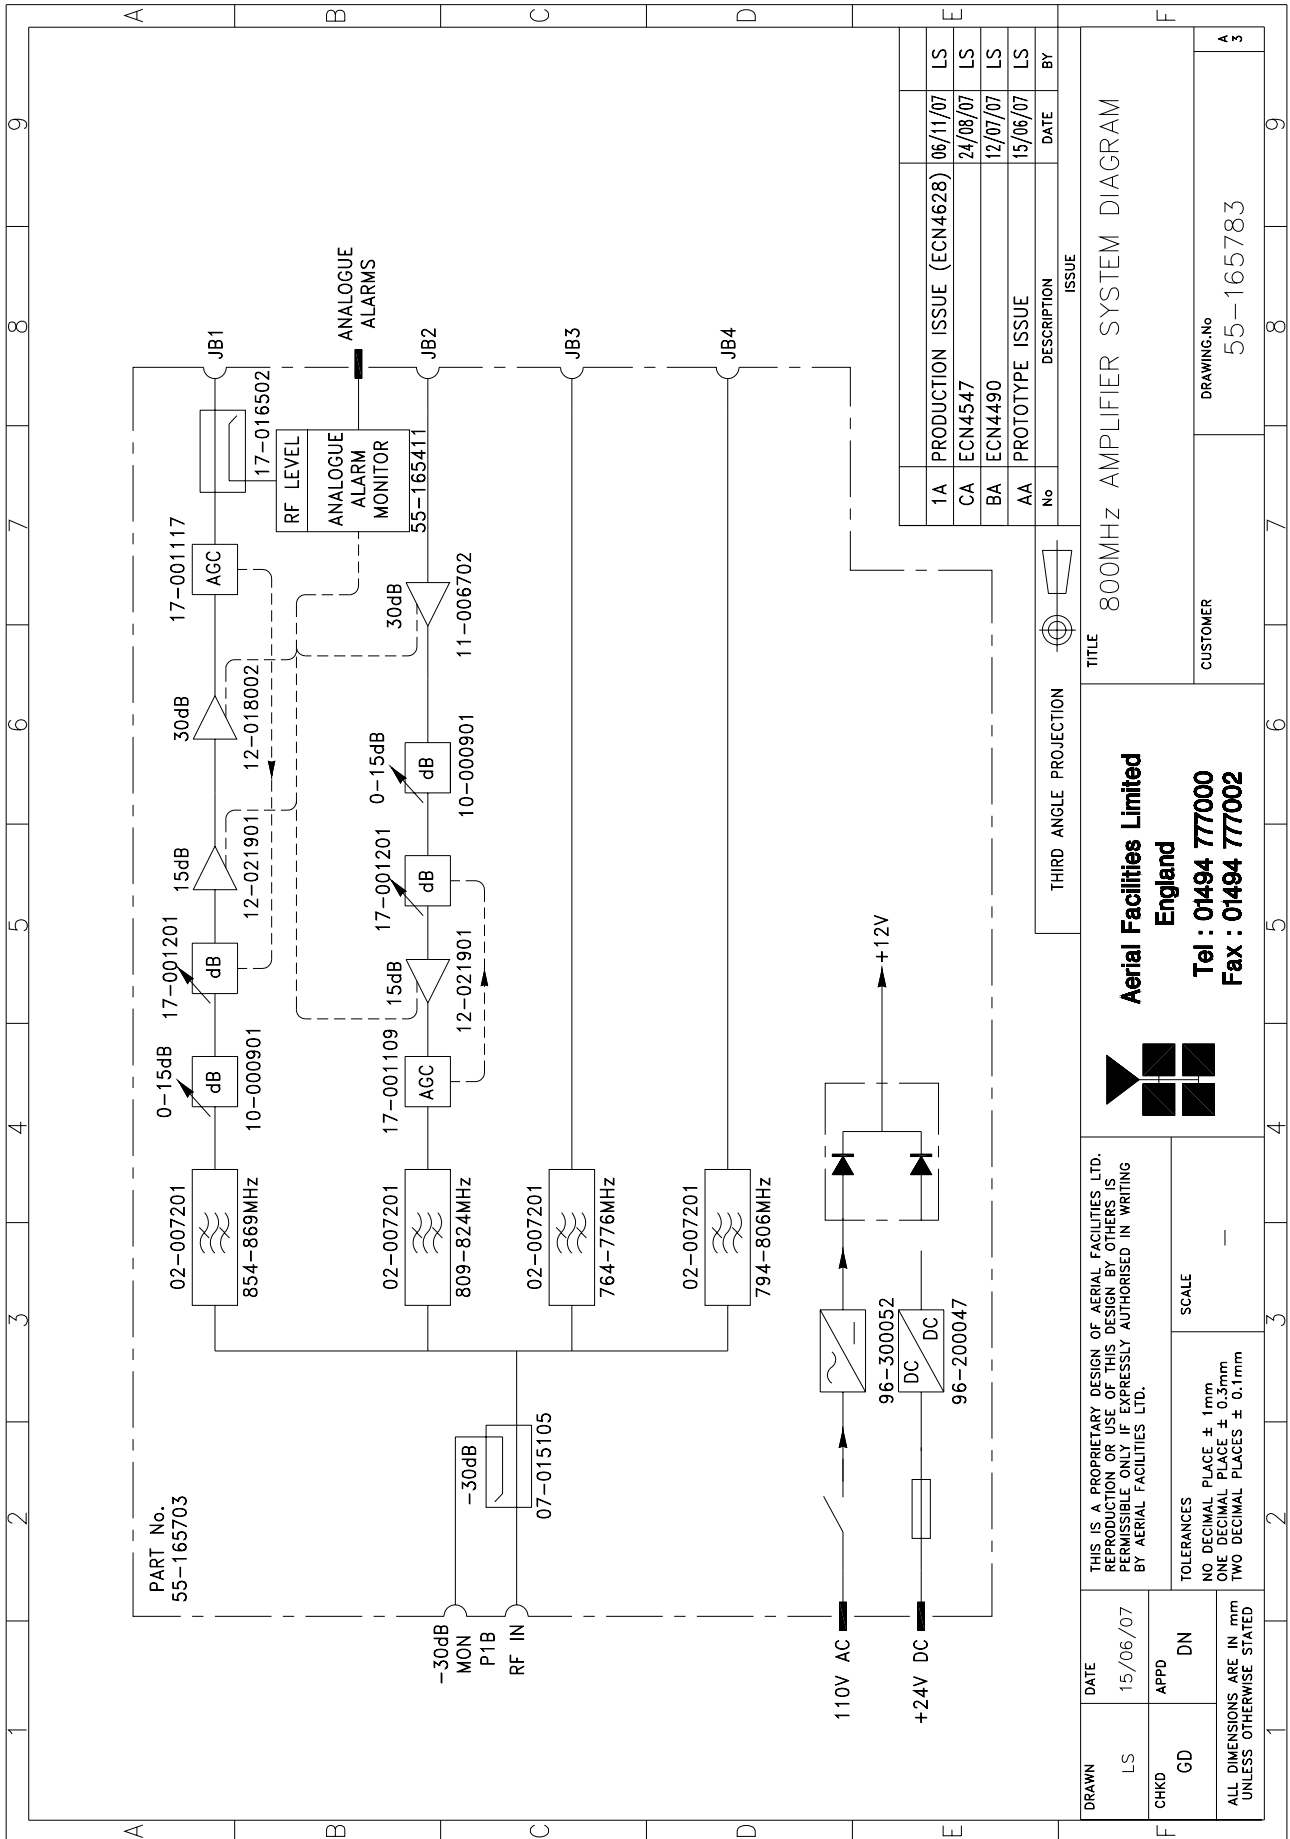 1 2 3 4 5 6 7 8 9
A
B
C
D
E
F
A
B
C
D
E
F
PART No.
55-165703
-30dB
MON
P1B
RF IN
-30dB
07-015105
02-007201
854-869MHz
0-15dB
dB
10-000901
17-001201
dB
15dB
12-021901
30dB
12-018002
17-001117
AGC
17-016502
JB1
RF LEVEL
ANALOGUE
ALARM
MONITOR
55-165411
ANALOGUE
ALARMS
02-007201
809-824MHz
17-001109
AGC
15dB
12-021901
17-001201
dB
0-15dB
dB
10-000901
30dB
11-006702
JB2
02-007201
764-776MHz
JB3
02-007201
794-806MHz
JB4
110V AC
96-300052
+24V DC
DC
DC
96-200047
+12V
1A PRODUCTION ISSUE (ECN4628) 06/11/07 LS
CA ECN4547 24/08/07 LS
BA ECN4490 12/07/07 LS
AA PROTOTYPE ISSUE 15/06/07 LS
No DESCRIPTION DATE BY
ISSUE
THIRD ANGLE PROJECTION
DRAWN
LS
DATE
15/06/07
CHKD
GD
APPD
DN
ALL DIMENSIONS ARE IN mm
UNLESS OTHERWISE STATED
THIS IS A PROPRIETARY DESIGN OF AERIAL FACILITIES LTD.
REPRODUCTION OR USE OF THIS DESIGN BY OTHERS IS
PERMISSIBLE ONLY IF EXPRESSLY AUTHORISED IN WRITING
BY AERIAL FACILITIES LTD.
TOLERANCES
NO DECIMAL PLACE ± 1mm
ONE DECIMAL PLACE ± 0.3mm
TWO DECIMAL PLACES ± 0.1mm
SCALE
—
Aerial Facilities Limited
England
Tel : 01494 777000
Fax : 01494 777002
TITLE
800MHz AMPLIFIER SYSTEM DIAGRAM
CUSTOMER
DRAWING.No
55-165783
A
3
1 2 3 4 5 6 7 8 9